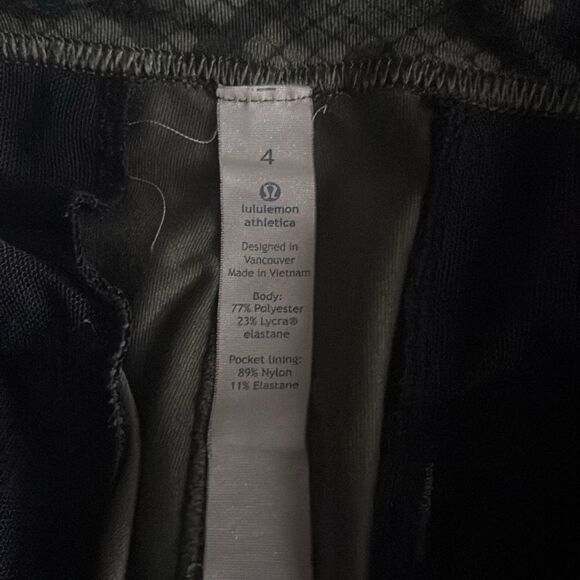 4
lululemon
athletica
Designed in
Vancouver
Made in Vietnam
Body:
77% Polyester
23% Lycra®
elastane
Pocket lining:
89% Nylon
11% Elastane